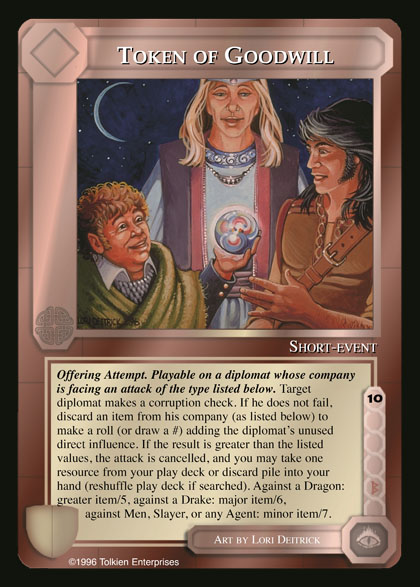 TOKEN OF GOODWILL
LORI DEITRICK
SHORT-EVENT
Offering Attempt. Playable on a diplomat whose company
is facing an attack of the type listed below. Target
diplomat makes a corruption check. If he does not fail,
discard an item from his company (as listed below) to
make a roll (or draw a #) adding the diplomat's unused
direct influence. If the result is greater than the listed
values, the attack is cancelled, and you may take one
resource from your play deck or discard pile into your
hand (reshuffle play deck if searched). Against a Dragon:
greater item/5, against a Drake: major item/6,
against Men, Slayer, or any Agent: minor item/7.
10
ART BY LORI DEITRICK
©1996 Tolkien Enterprises